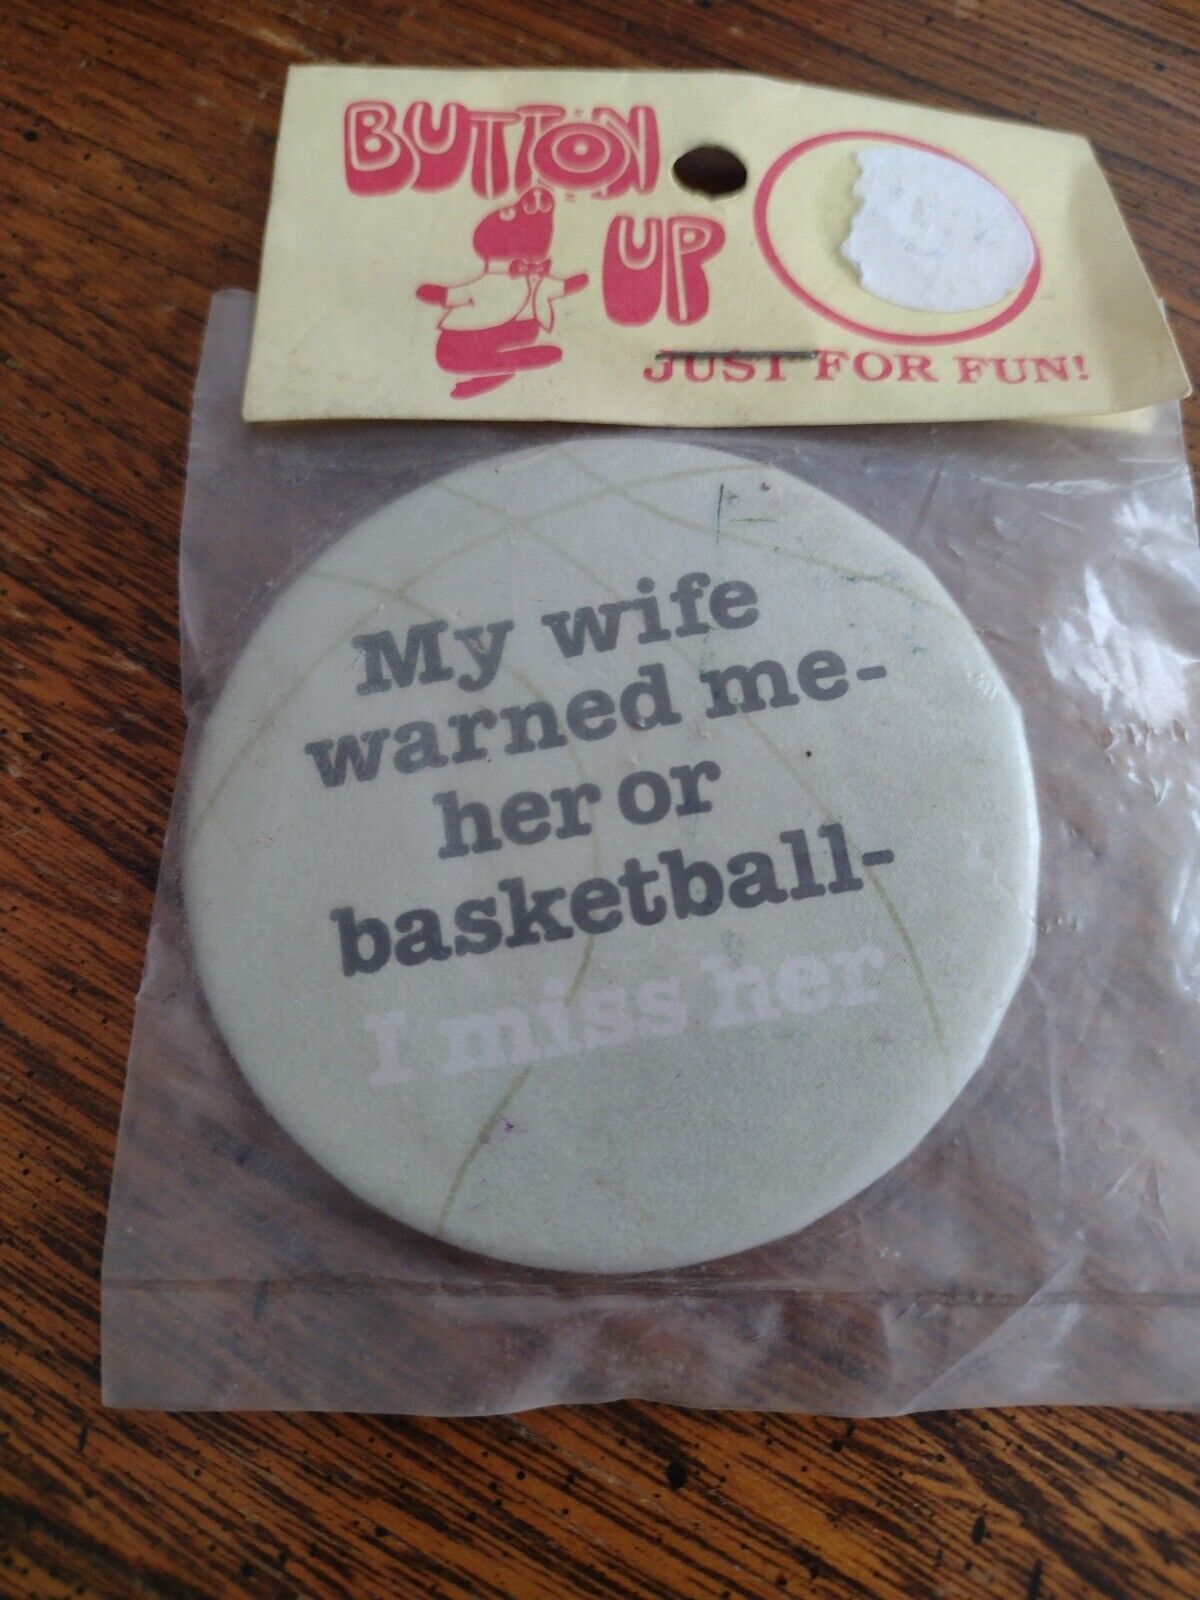 BUTTON
UP
JUST FOR FUN!
My wife
warned me-
her or
basketball-
I miss her